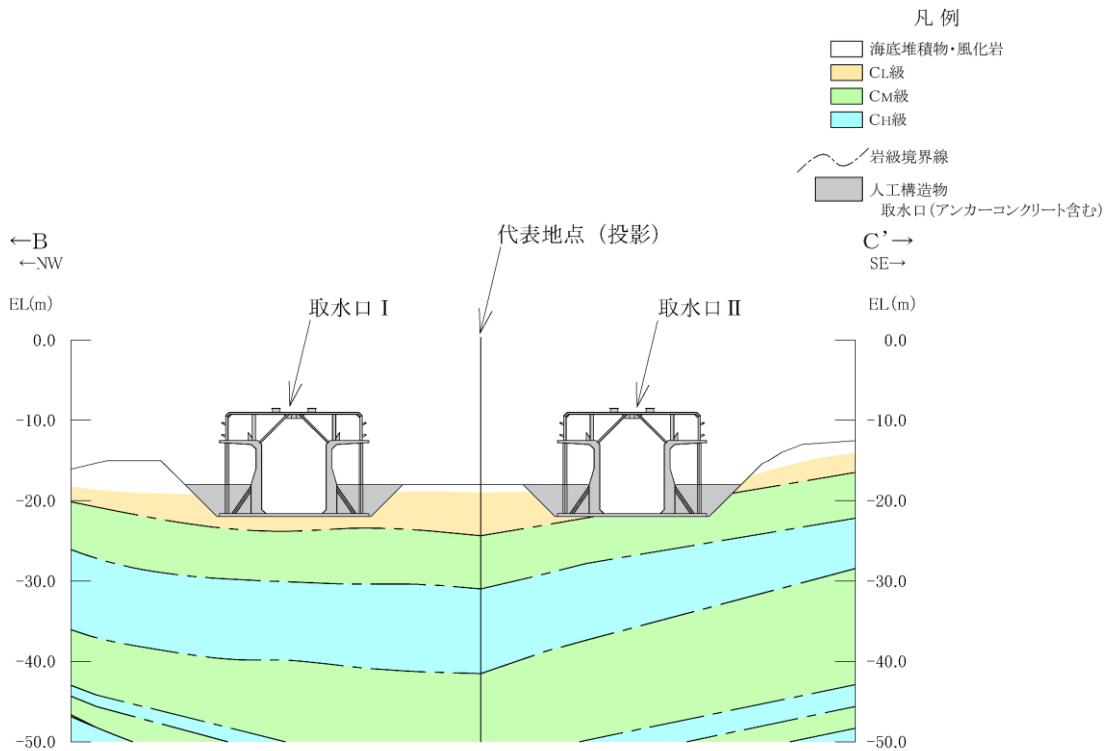 凡 例
海底堆積物・風化岩
CL級
CM級
CH級
岩級境界線
人工構造物
取水口(アンカーコンクリート含む)
←B
←NW
代表地点(投影)
C’→
SE→
EL(m)
取水口 Ⅰ
取水口 Ⅱ
EL(m)
0.0
0.0
-10.0
-10.0
-20.0
-20.0
-30.0
-30.0
-40.0
-40.0
-50.0
-50.0